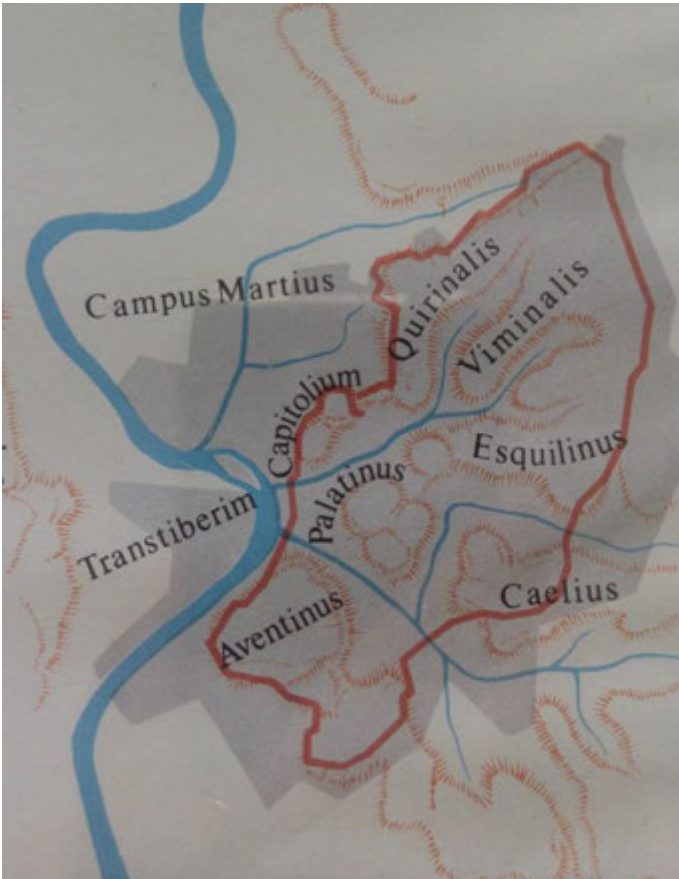 Campus Martius
Quirinalis
Viminalis
Capitolium
Esquilinus
Palatinus
Transtiberim
Caelius
Aventinus